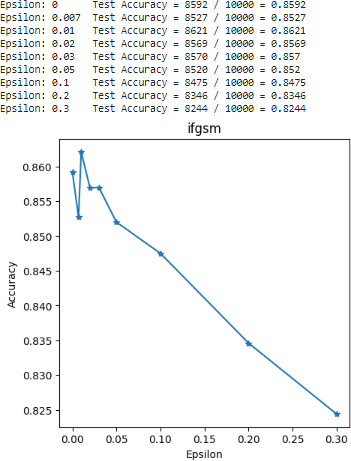 Epsilon: 0 Test Accuracy = 8592 / 10000 = 0.8592
Epsilon: 0.007 Test Accuracy = 8527 / 10000 = 0.8527
Epsilon: 0.01 Test Accuracy = 8621 / 10000 = 0.8621
Epsilon: 0.02 Test Accuracy = 8569 / 10000 = 0.8569
Epsilon: 0.03 Test Accuracy = 8570 / 10000 = 0.857
Epsilon: 0.05 Test Accuracy = 8520 / 10000 = 0.852
Epsilon: 0.1 Test Accuracy = 8475 / 10000 = 0.8475
Epsilon: 0.2 Test Accuracy = 8346 / 10000 = 0.8346
Epsilon: 0.3 Test Accuracy = 8244 / 10000 = 0.8244
ifgsm
0.860
0.855
0.850
0.845
0.840
0.835
0.830
0.825
Accuracy
0.00 0.05 0.10 0.15 0.20 0.25 0.30
Epsilon